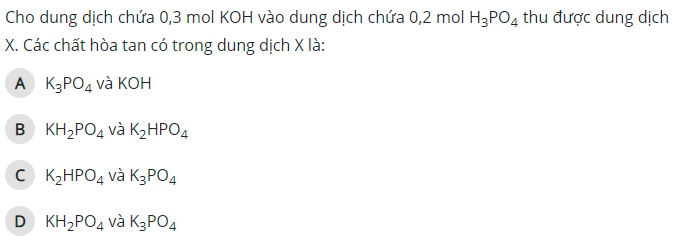 Cho dung dịch chứa 0,3 mol KOH vào dung dịch chứa 0,2 mol H₃PO₄ thu được dung dịch
X. Các chất hòa tan có trong dung dịch X là:
A K₃PO₄ và KOH
B KH₂PO₄ và K₂HPO₄
C K₂HPO₄ và K₃PO₄
D KH₂PO₄ và K₃PO₄